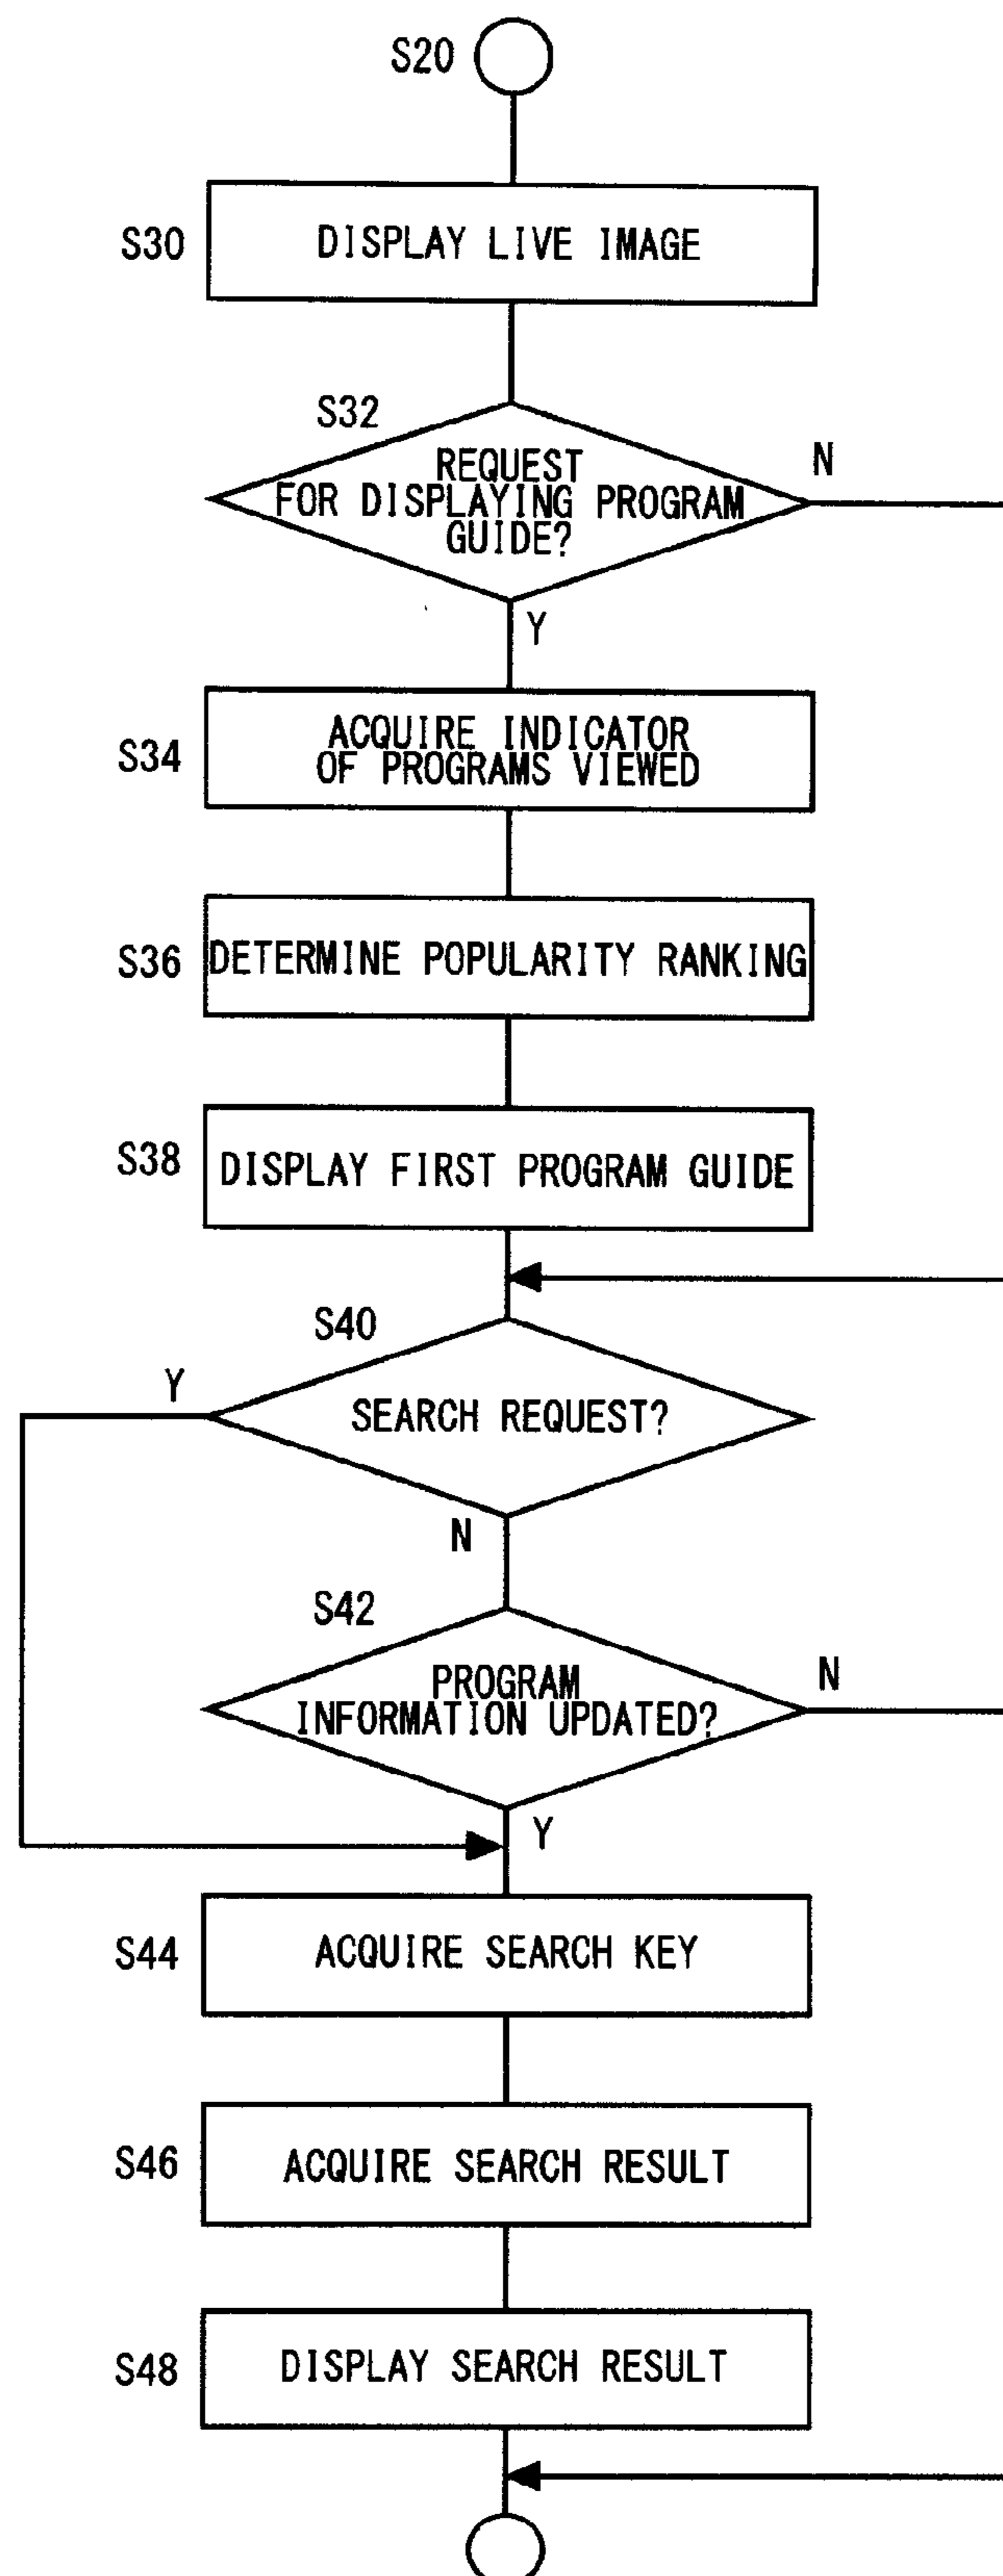 S20
S30
DISPLAY LIVE IMAGE
S32
REQUEST
FOR DISPLAYING PROGRAM
GUIDE?
N
Y
S34
ACQUIRE INDICATOR
OF PROGRAMS VIEWED
S36
DETERMINE POPULARITY RANKING
S38
DISPLAY FIRST PROGRAM GUIDE
S40
Y
SEARCH REQUEST?
N
S42
PROGRAM
INFORMATION UPDATED?
N
Y
S44
ACQUIRE SEARCH KEY
S46
ACQUIRE SEARCH RESULT
S48
DISPLAY SEARCH RESULT